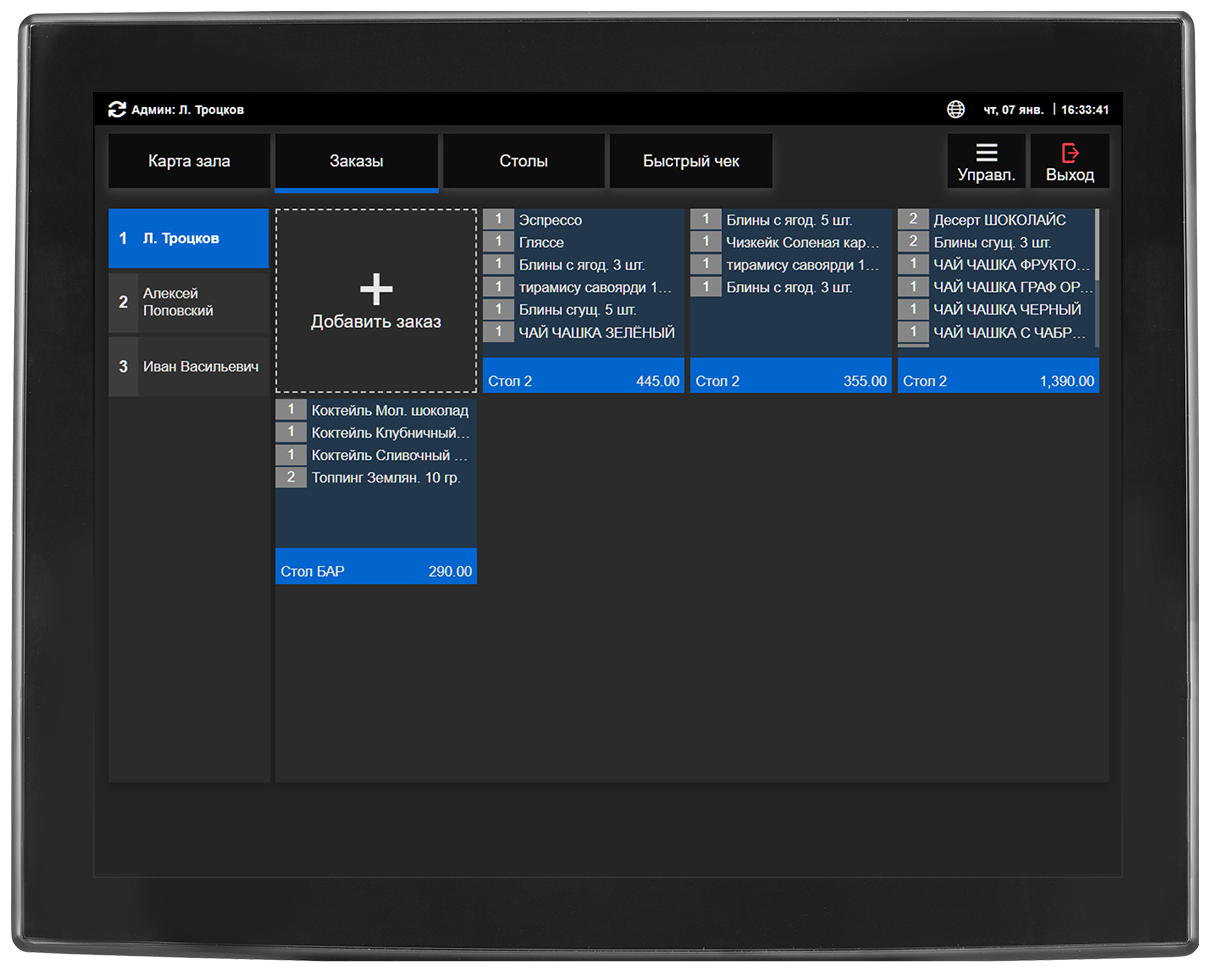 Админ: Л. Троцков
чт, 07 янв. | 16:33:41
Карта зала
Заказы
Столы
Быстрый чек
Управл.
Выход
1 Л. Троцков
2 Алексей
Поповский
3 Иван Васильевич
Добавить заказ
1 Эспрессо
1 Гляссе
1 Блины с ягод. 3 шт.
1 тирамису савоярди 1...
1 Блины сгущ. 5 шт.
1 ЧАЙ ЧАШКА ЗЕЛЁНЫЙ
Стол 2 445.00
1 Блины с ягод. 5 шт.
1 Чизкейк Соленая кар...
1 тирамису савоярди 1...
1 Блины с ягод. 3 шт.
Стол 2 355.00
2 Десерт ШОКОЛАЙС
2 Блины сгущ. 3 шт.
1 ЧАЙ ЧАШКА ФРУКТО...
1 ЧАЙ ЧАШКА ГРАФ ОР...
1 ЧАЙ ЧАШКА ЧЕРНЫЙ
1 ЧАЙ ЧАШКА С ЧАБР...
Стол 2 1,390.00
1 Коктейль Мол. шоколад
1 Коктейль Клубничный...
1 Коктейль Сливочный ...
2 Топпинг Землян. 10 гр.
Стол БАР 290.00